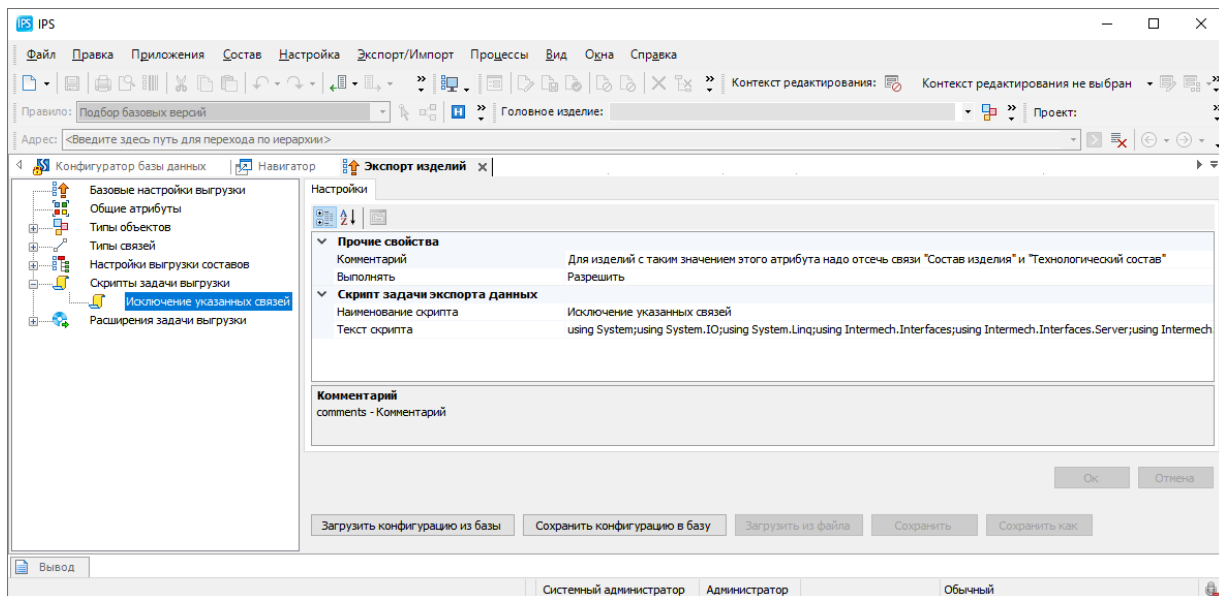 IPS IPS
Файл Правка Приложения Состав Настройка Экспорт/Импорт Процессы Вид Окна Справка
Контекст редактирования: Контекст редактирования не выбран
Правило: Подбор базовых версий Головное изделие: Проект:
Адрес: <Введите здесь путь для перехода по иерархии>
Конфигуратор базы данных Навигатор Экспорт изделий
Базовые настройки выгрузки
Общие атрибуты
Типы объектов
Типы связей
Настройки выгрузки составов
Скрипты задачи выгрузки
Исключение указанных связей
Расширения задачи выгрузки
Настройки
Прочие свойства
Комментарий Для изделий с таким значением этого атрибута надо отсечь связи "Состав изделия" и "Технологический состав"
Выполнять Разрешить
Скрипт задачи экспорта данных
Наименование скрипта Исключение указанных связей
Текст скрипта using System;using System.IO;using System.Linq;using Intermech.Interfaces;using Intermech.Interfaces.Server;using Intermech.
Комментарий
comments - Комментарий
Ок Отмена
Загрузить конфигурацию из базы Сохранить конфигурацию в базу Загрузить из файла Сохранить Сохранить как
Вывод
Системный администратор Администратор Обычный